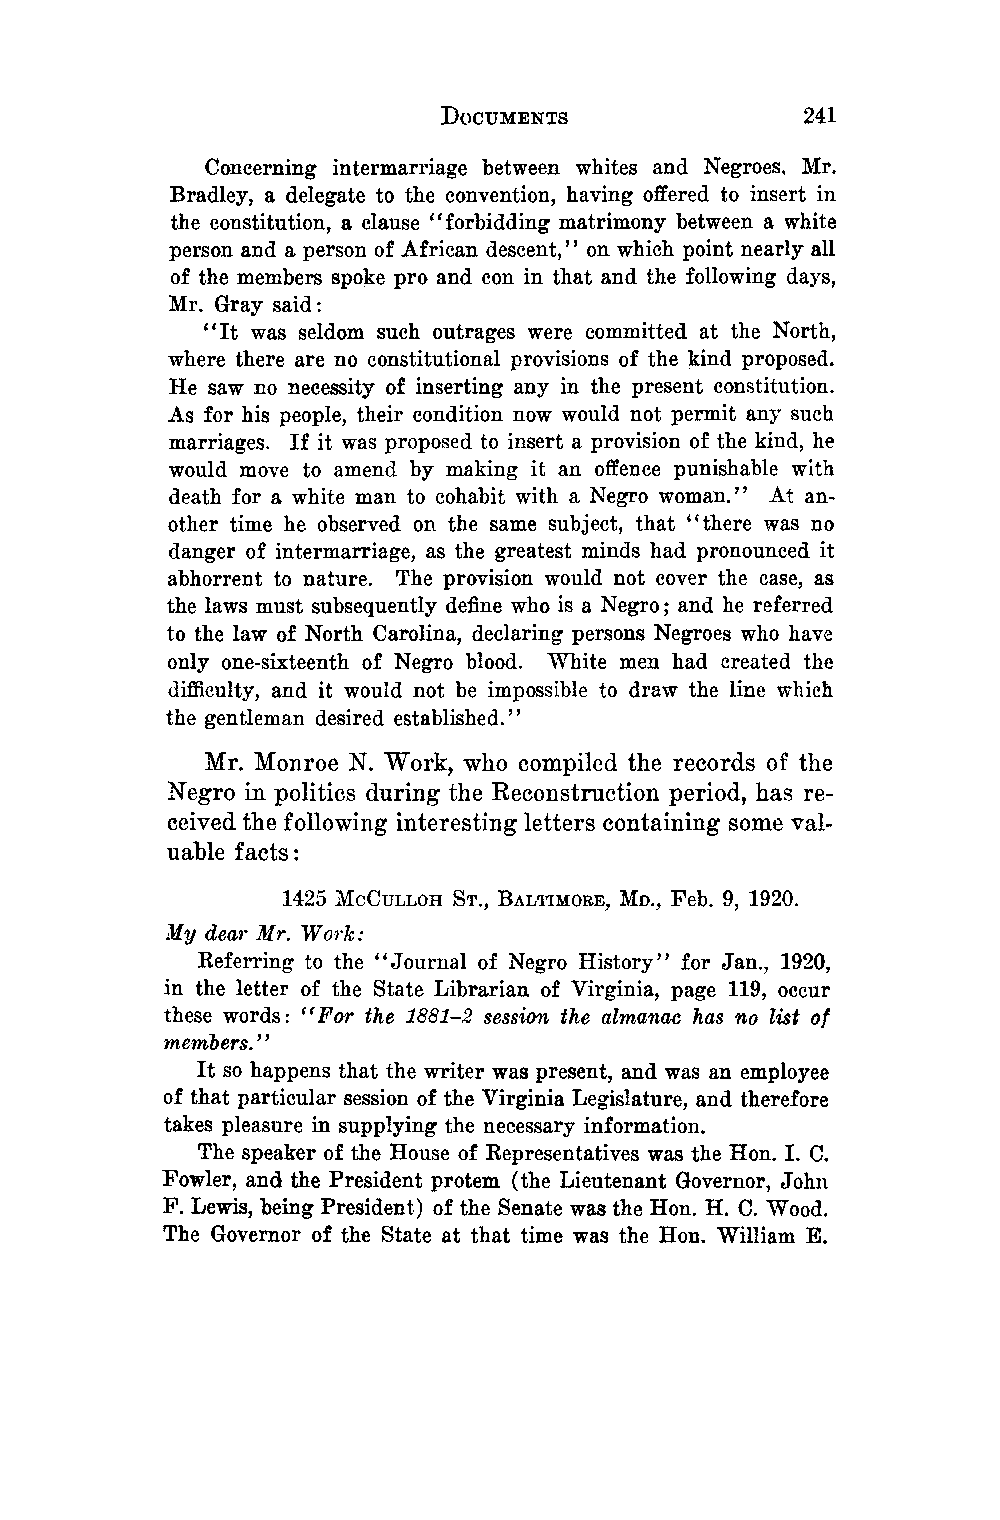 DOCUMENTS 241
Concerning intermarriage between whites and Negroes, Mr.
Bradley, a delegate to the convention, having offered to insert in
the constitution, a clause "forbidding matrimony between a white
person and a person of African descent," on which point nearly all
of the members spoke pro and con in that and the following days,
Mr. Gray said:
"It was seldom such outrages were committed at the North,
where there are no constitutional provisions of the kind proposed.
He saw no necessity of inserting any in the present constitution.
As for his people, their condition now would not permit any such
marriages. If it was proposed to insert a provision of the kind, he
would move to amend by making it an offence punishable with
death for a white man to cohabit with a Negro woman." At an-
other time he observed on the same subject, that "there was no
danger of intermarriage, as the greatest minds had pronounced it
abhorrent to nature. The provision would not cover the case, as
the laws must subsequently define who is a Negro; and he referred
to the law of North Carolina, declaring persons Negroes who have
only one-sixteenth of Negro blood. White men had created the
difficulty, and it would not be impossible to draw the line which
the gentleman desired established."
Mr. Monroe N. Work, who compiled the records of the
Negro in politics during the Reconstruction period, has re-
ceived the following interesting letters containing some val-
uable facts:
1425 McCULLOH ST., BALTIMORE, MD., Feb. 9, 1920.
My dear Mr. Work:
Referring to the "Journal of Negro History" for Jan., 1920,
in the letter of the State Librarian of Virginia, page 119, occur
these words: "For the 1881–2 session the almanac has no list of
members."
It so happens that the writer was present, and was an employee
of that particular session of the Virginia Legislature, and therefore
takes pleasure in supplying the necessary information.
The speaker of the House of Representatives was the Hon. I. C.
Fowler, and the President protem (the Lieutenant Governor, John
F. Lewis, being President) of the Senate was the Hon. H. C. Wood.
The Governor of the State at that time was the Hon. William E.